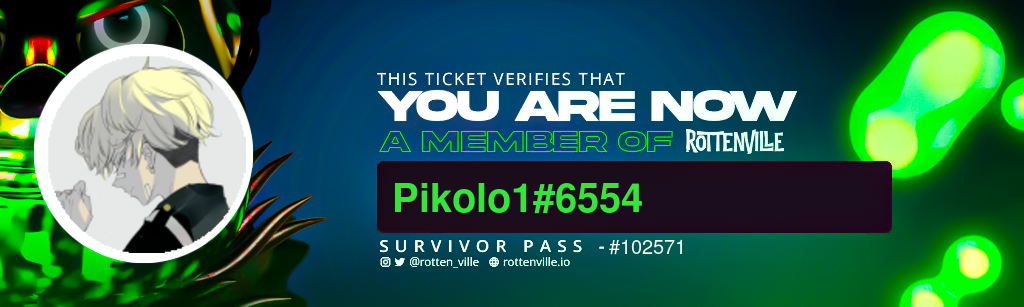 THIS TICKET VERIFIES THAT
YOU ARE NOW
A MEMBER OF ROTTENVILLE
Pikolo1#6554
SURVIVOR PASS - #102571
@rotten_ville rottenville.io